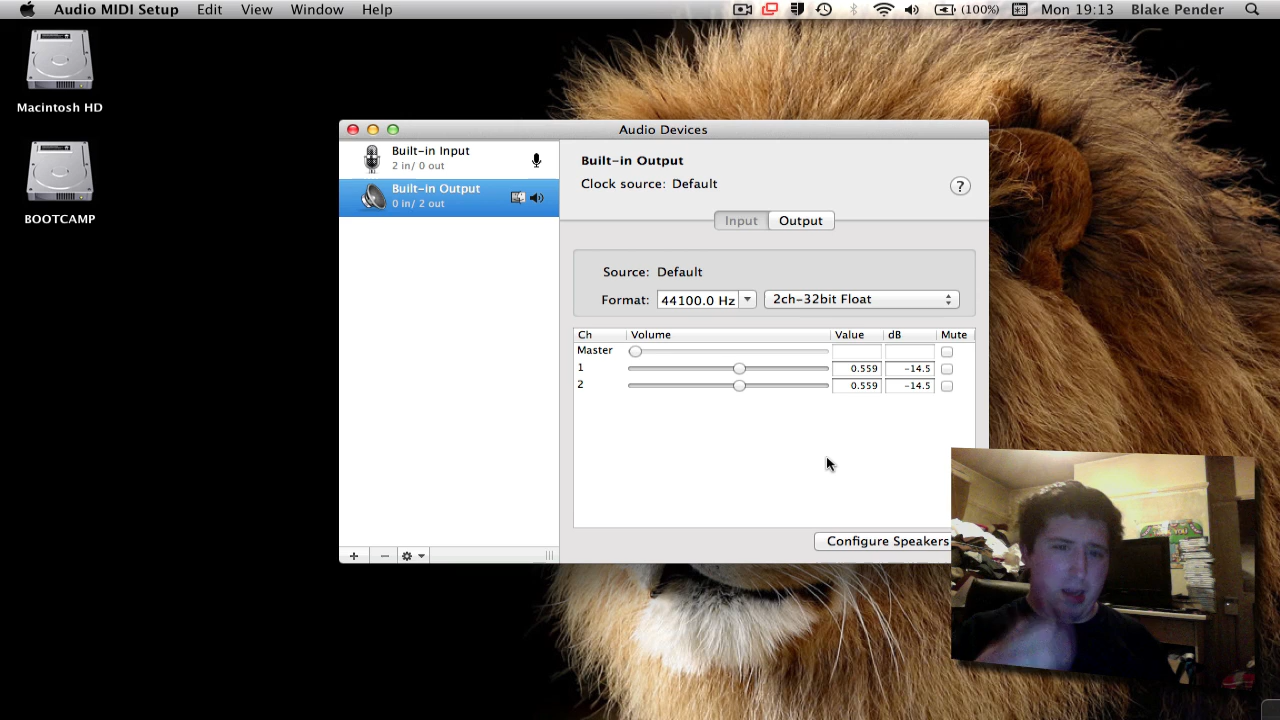 Audio MIDI Setup Edit View Window Help (100%) Mon 19:13 Blake Pender
Macintosh HD
BOOTCAMP
Audio Devices
Built-in Input
2 in/ 0 out
Built-in Output
0 in/ 2 out
Built-in Output
Clock source: Default
?
Input Output
Source: Default
Format: 44100.0 Hz 2ch-32bit Float
Ch Volume Value dB Mute
Master
1 0.559 -14.5
2 0.559 -14.5
Configure Speakers